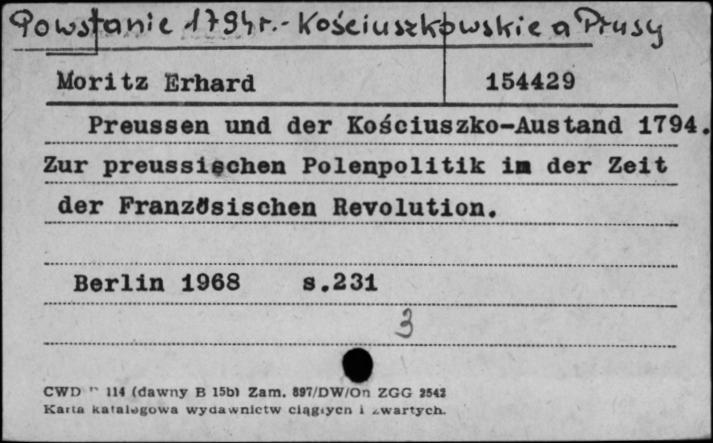 Powstanie 1794r.- Kościuszkowskie a Prusy
Moritz Erhard 154429
Preussen und der Kościuszko-Austand 1794.
Zur preussischen Polenpolitik in der Zeit
der Französischen Revolution.
Berlin 1968 s.231
3
CWD 114 (dawny B 15b) Zam. 897/DW/On ZGG 2542
Karta katalogowa wydawnictw ciągłych i zwartych.